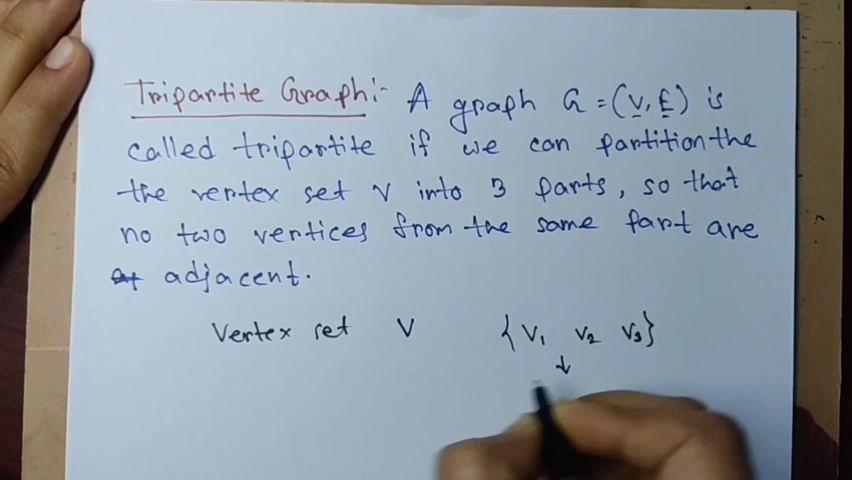 Tripartite Graph:- A graph G = (V, E) is
called tripartite if we can partition the
the vertex set V into 3 parts, so that
no two vertices from the same part are
at adjacent.
Vertex set V {V1 V2 V3}
↓